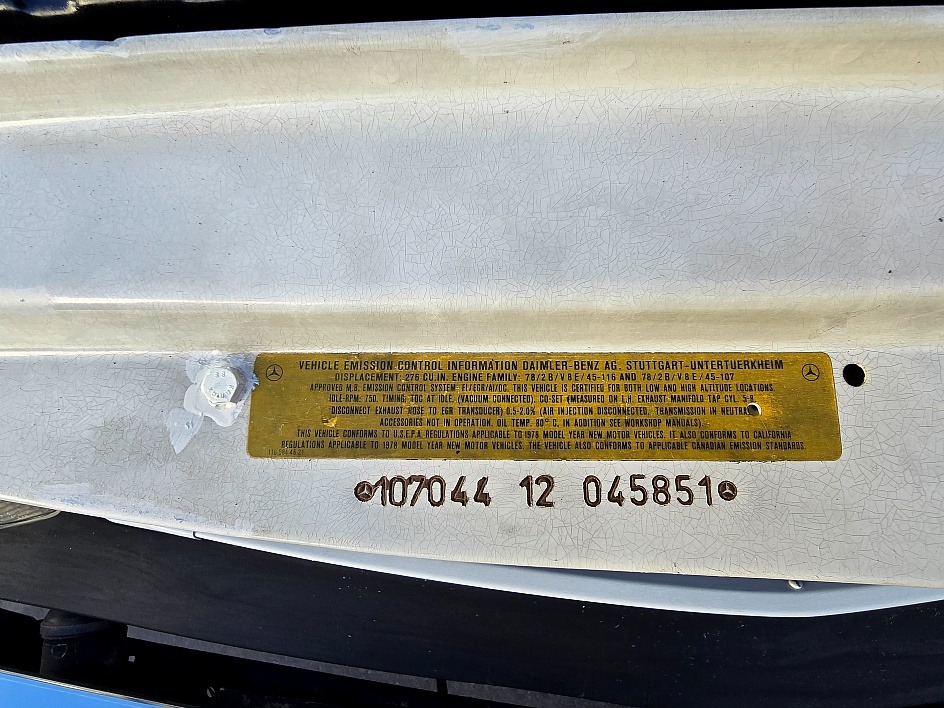 VEHICLE EMISSION CONTROL INFORMATION DAIMLER-BENZ AG. STUTTGART-UNTERTUERKHEIM
DISPLACEMENT: 276 CU.IN. ENGINE FAMILY: 78/2B/V8E/45-116 AND 78/2B/V8E/45-107
APPROVED M.B. EMISSION CONTROL SYSTEM: FI/EGR/AI/OC. THIS VEHICLE IS CERTIFIED FOR BOTH LOW AND HIGH ALTITUDE LOCATIONS.
IDLE-RPM: 750. TIMING: TDC AT IDLE, (VACUUM CONNECTED). CO-SET (MEASURED ON L.H. EXHAUST MANIFOLD TAP CYL. 5-8,
DISCONNECT EXHAUST HOSE TO EGR TRANSDUCER) 0.5-2.0% (AIR INJECTION DISCONNECTED, TRANSMISSION IN NEUTRAL
ACCESSORIES NOT IN OPERATION, OIL TEMP. 80° C, IN ADDITION SEE WORKSHOP MANUALS).
THIS VEHICLE CONFORMS TO U.S.E.P.A. REGULATIONS APPLICABLE TO 1978 MODEL YEAR NEW MOTOR VEHICLES. IT ALSO CONFORMS TO CALIFORNIA
REGULATIONS APPLICABLE TO 1978 MODEL YEAR NEW MOTOR VEHICLES. THE VEHICLE ALSO CONFORMS TO APPLICABLE CANADIAN EMISSION STANDARDS.
107044 12 045851